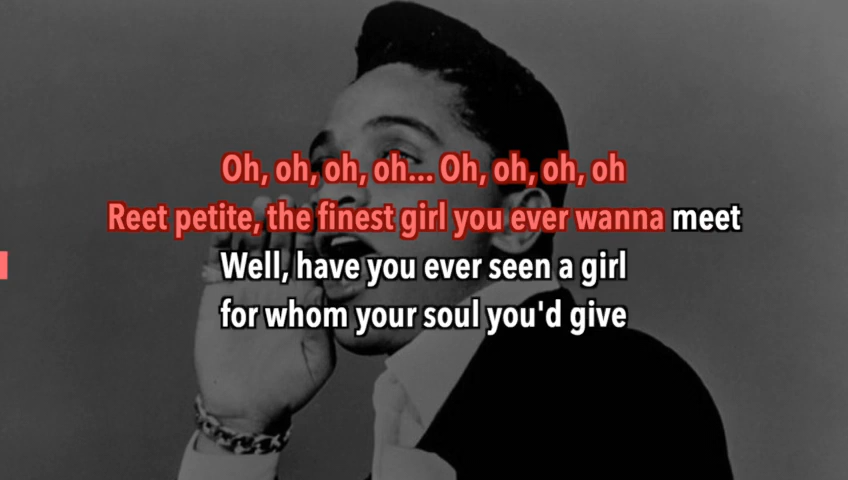 Oh, oh, oh, oh... Oh, oh, oh, oh
Reet petite, the finest girl you ever wanna meet
Well, have you ever seen a girl
for whom your soul you'd give